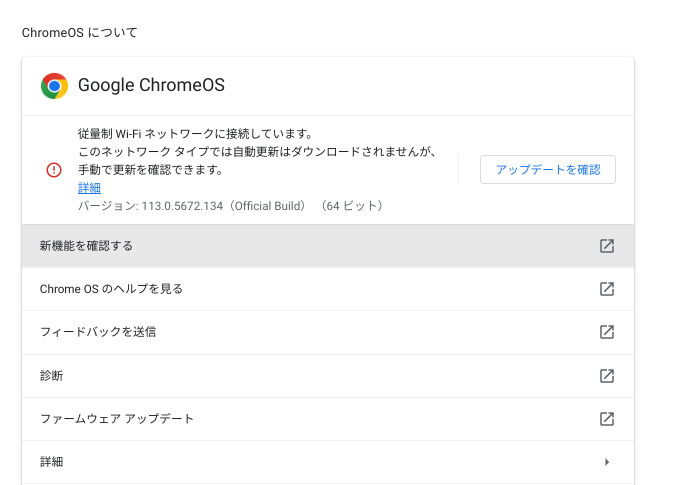 ChromeOS について
Google ChromeOS
従量制 Wi-Fi ネットワークに接続しています。
このネットワーク タイプでは自動更新はダウンロードされませんが、
手動で更新を確認できます。
詳細
アップデートを確認
バージョン: 113.0.5672.134（Official Build） （64 ビット）
新機能を確認する
Chrome OS のヘルプを見る
フィードバックを送信
診断
ファームウェア アップデート
詳細